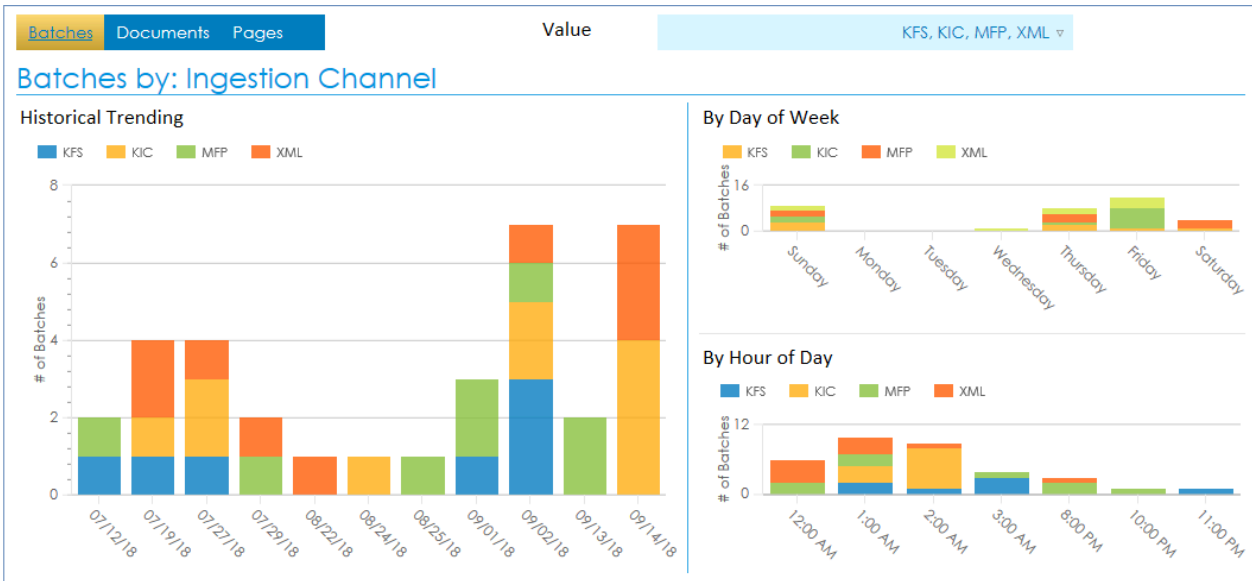 Batches Documents Pages Value KFS, KIC, MFP, XML ▿
Batches by: Ingestion Channel
Historical Trending
KFS KIC MFP XML
# of Batches
8
6
4
2
0
07/12/18 07/19/18 07/27/18 07/29/18 08/22/18 08/24/18 08/25/18 09/01/18 09/02/18 09/13/18 09/14/18
By Day of Week
KFS KIC MFP XML
# of Batches
16
0
Sunday Monday Tuesday Wednesday Thursday Friday Saturday
By Hour of Day
KFS KIC MFP XML
# of Batches
12
0
12:00 AM 1:00 AM 2:00 AM 3:00 AM 8:00 PM 10:00 PM 11:00 PM